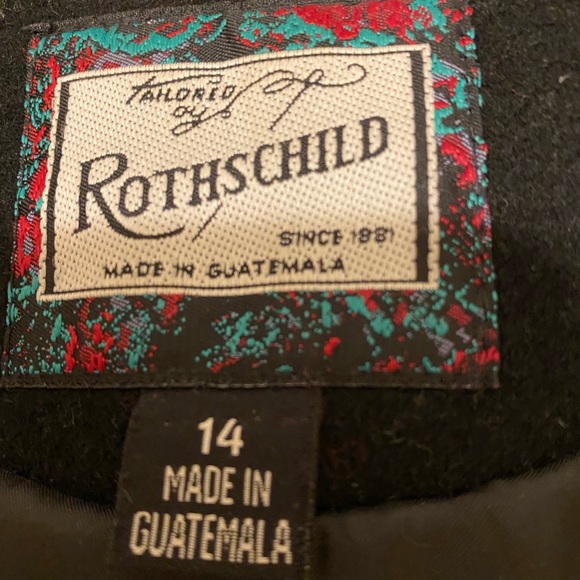 TAILORED
by
ROTHSCHILD
SINCE 1881
MADE IN GUATEMALA
14
MADE IN
GUATEMALA